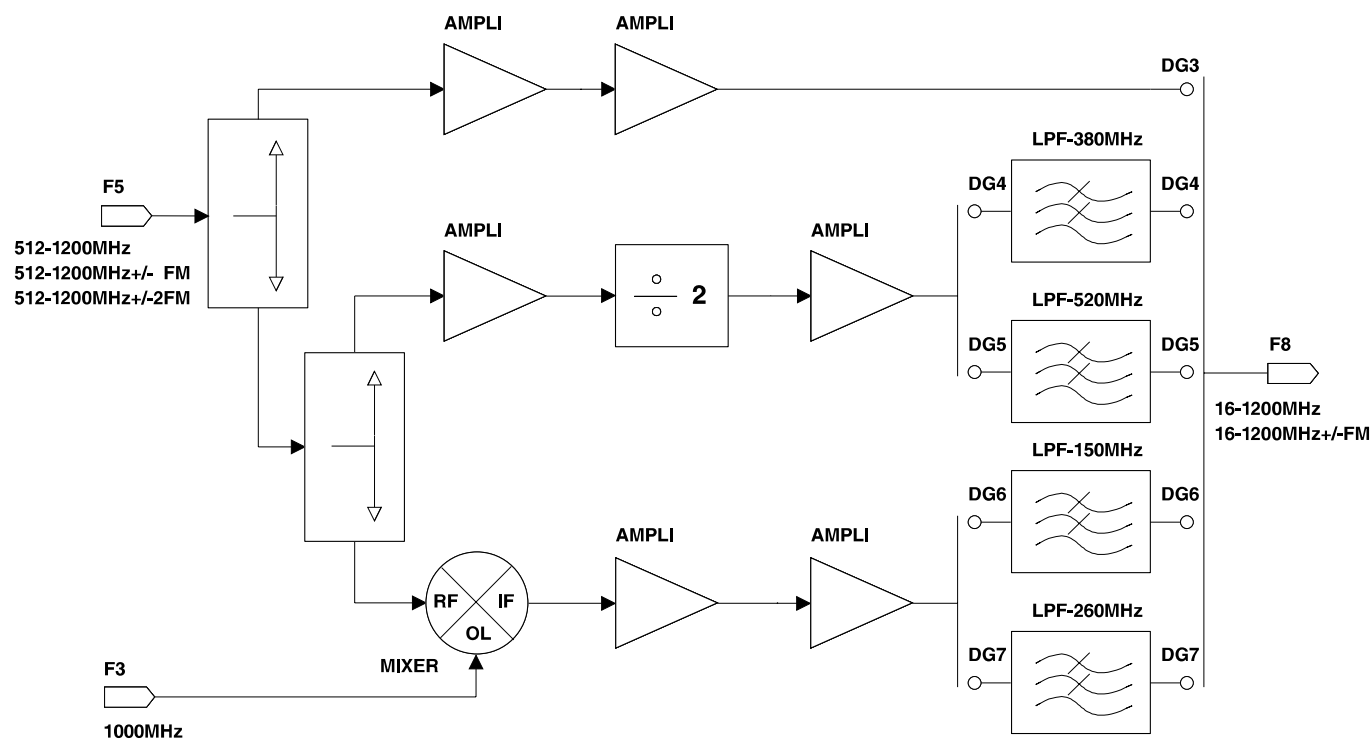 AMPLI
AMPLI
DG3
LPF-380MHz
F5
DG4
DG4
512-1200MHz
512-1200MHz+/- FM
512-1200MHz+/-2FM
AMPLI
÷ 2
AMPLI
LPF-520MHz
DG5
DG5
F8
16-1200MHz
16-1200MHz+/-FM
LPF-150MHz
DG6
DG6
AMPLI
AMPLI
RF
IF
OL
MIXER
LPF-260MHz
F3
DG7
DG7
1000MHz